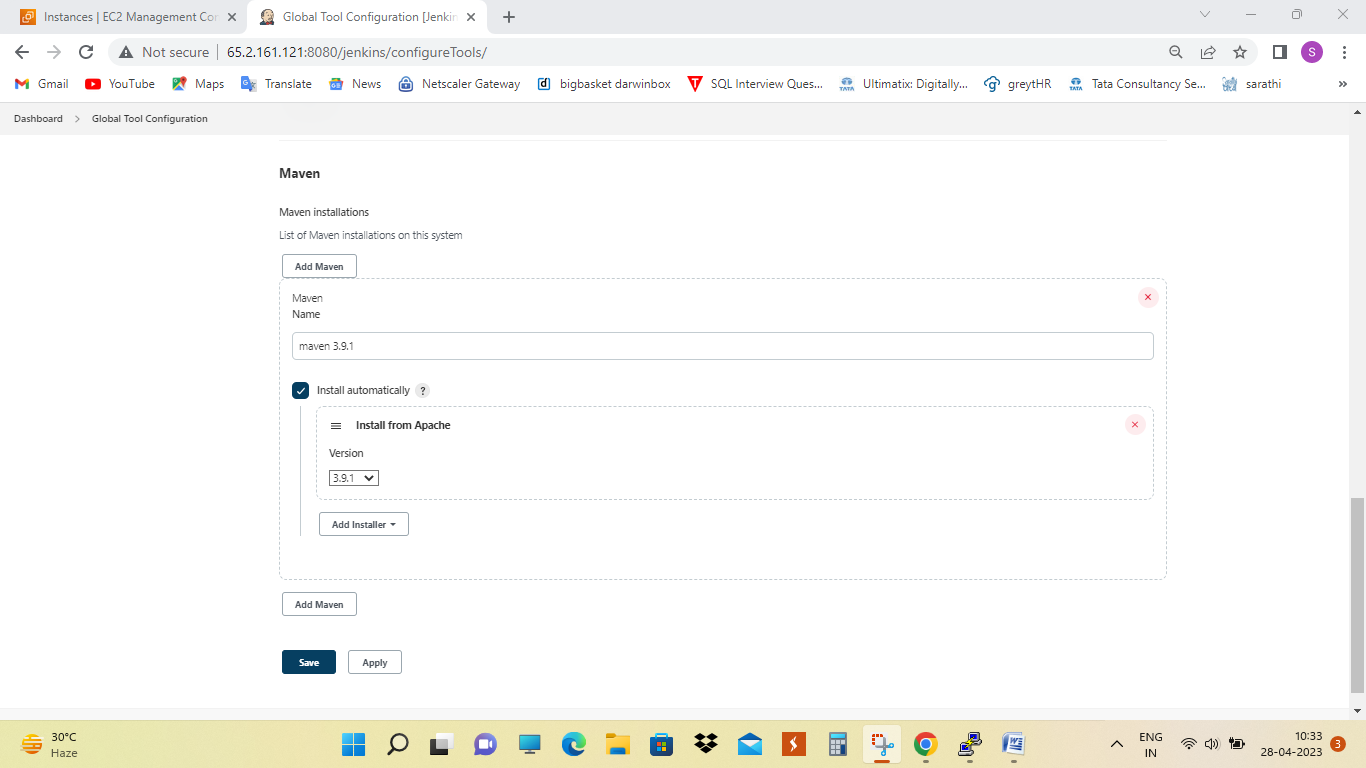 Instances | EC2 Management Con
Global Tool Configuration [Jenkin
Not secure
65.2.161.121:8080/jenkins/configureTools/
S
Gmail
YouTube
Maps
Translate
News
Netscaler Gateway
bigbasket darwinbox
SQL Interview Ques...
Ultimatix: Digitally...
greytHR
Tata Consultancy Se...
sarathi
»
Dashboard > Global Tool Configuration
Maven
Maven installations
List of Maven installations on this system
Add Maven
Maven
Name
maven 3.9.1
Install automatically ?
Install from Apache
Version
3.9.1
Add Installer
Add Maven
Save
Apply
30°C
Haze
ENG
IN
10:33
28-04-2023
3